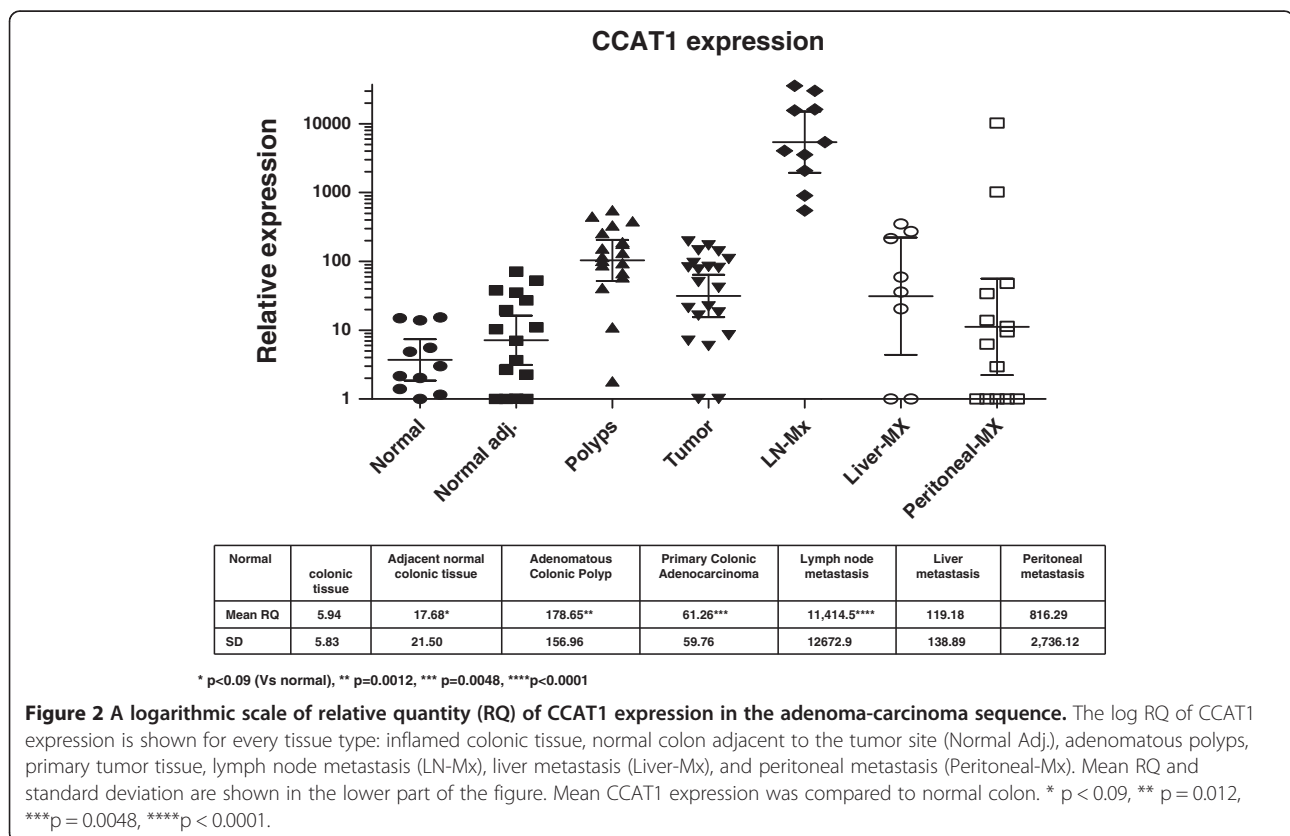 CCAT1 expression
Relative expression
10000
1000
100
10
1
Normal
Normal adj.
Polyps
Tumor
LN-Mx
Liver-MX
Peritoneal-MX
Normal colonic tissue Adjacent normal colonic tissue Adenomatous Colonic Polyp Primary Colonic Adenocarcinoma Lymph node metastasis Liver metastasis Peritoneal metastasis
Mean RQ 5.94 17.68* 178.65** 61.26*** 11,414.5**** 119.18 816.29
SD 5.83 21.50 156.96 59.76 12672.9 138.89 2,736.12
* p<0.09 (Vs normal), ** p=0.0012, *** p=0.0048, ****p<0.0001
Figure 2 A logarithmic scale of relative quantity (RQ) of CCAT1 expression in the adenoma-carcinoma sequence. The log RQ of CCAT1
expression is shown for every tissue type: inflamed colonic tissue, normal colon adjacent to the tumor site (Normal Adj.), adenomatous polyps,
primary tumor tissue, lymph node metastasis (LN-Mx), liver metastasis (Liver-Mx), and peritoneal metastasis (Peritoneal-Mx). Mean RQ and
standard deviation are shown in the lower part of the figure. Mean CCAT1 expression was compared to normal colon. * p < 0.09, ** p = 0.012,
***p = 0.0048, ****p < 0.0001.